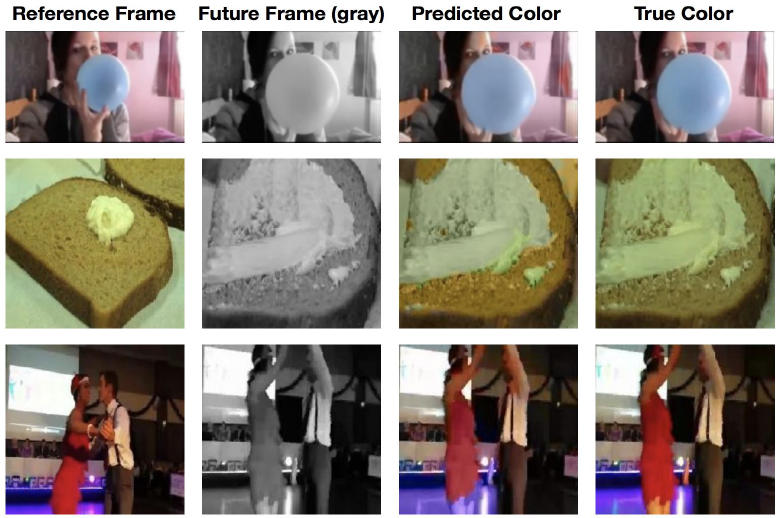 Reference Frame
Future Frame (gray)
Predicted Color
True Color